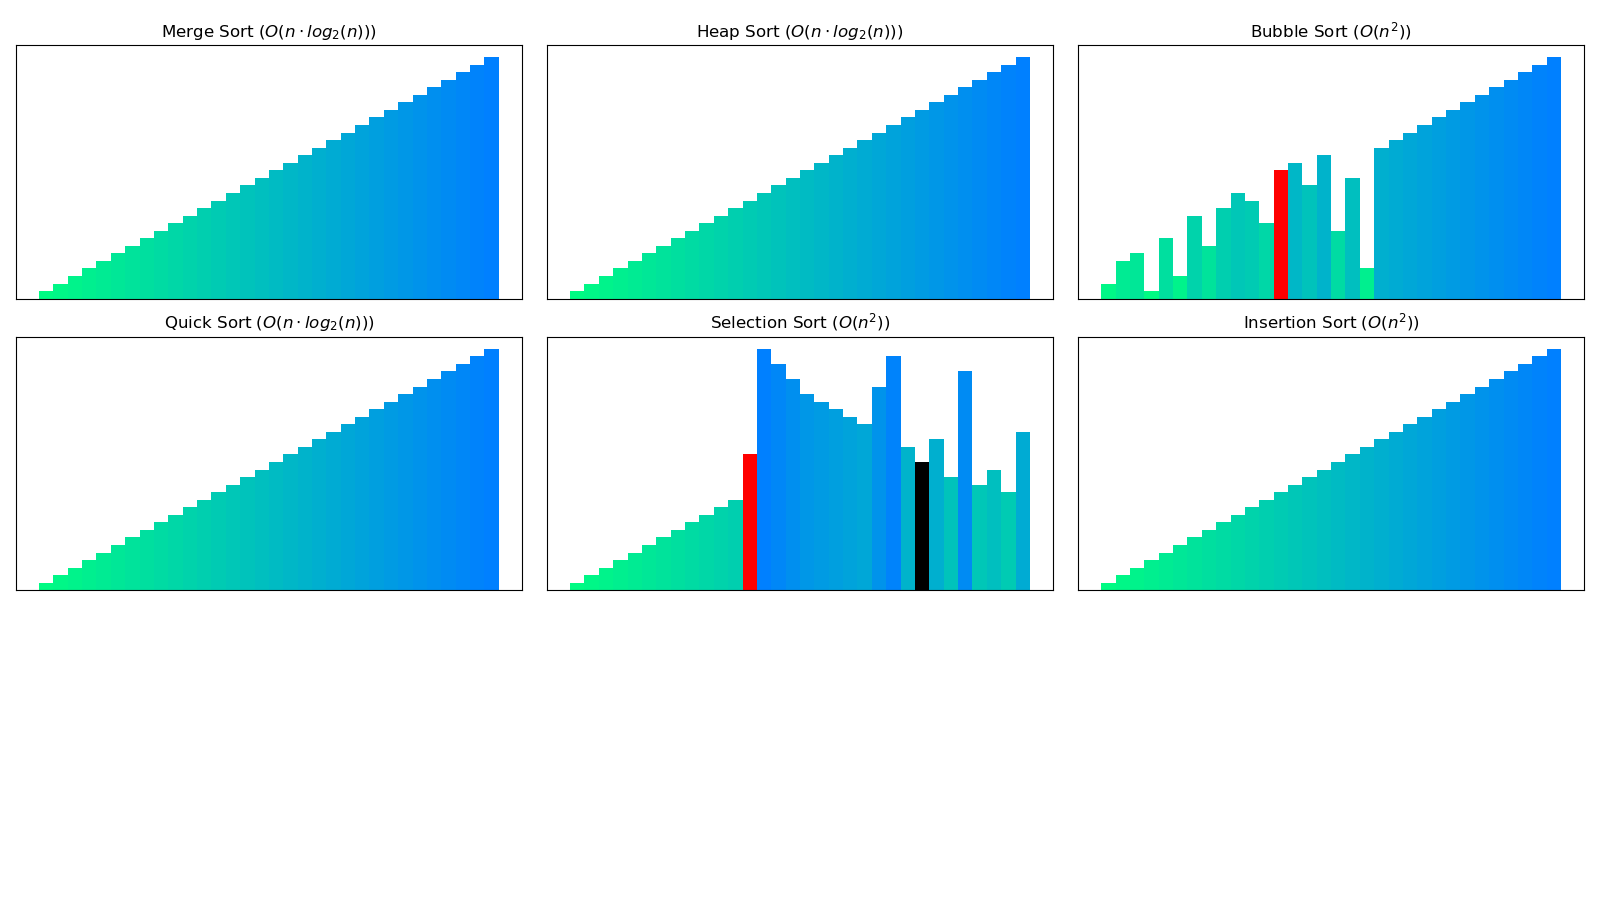 Merge Sort (O(n · log₂(n)))
Heap Sort (O(n · log₂(n)))
Bubble Sort (O(n²))
Quick Sort (O(n · log₂(n)))
Selection Sort (O(n²))
Insertion Sort (O(n²))